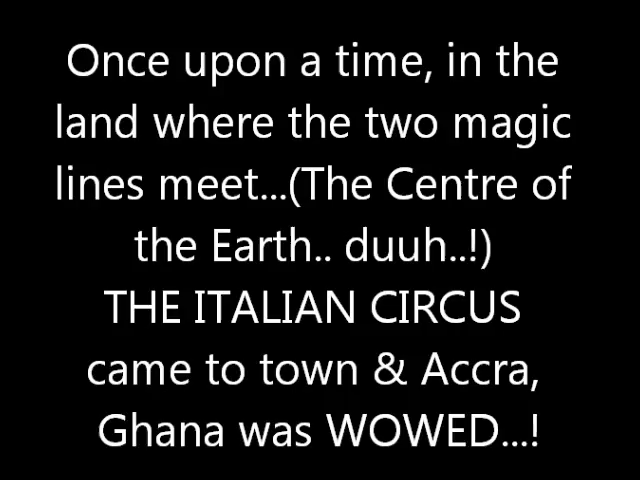 Once upon a time, in the
land where the two magic
lines meet...(The Centre of
the Earth.. duuh..!)
THE ITALIAN CIRCUS
came to town & Accra,
Ghana was WOWED...!